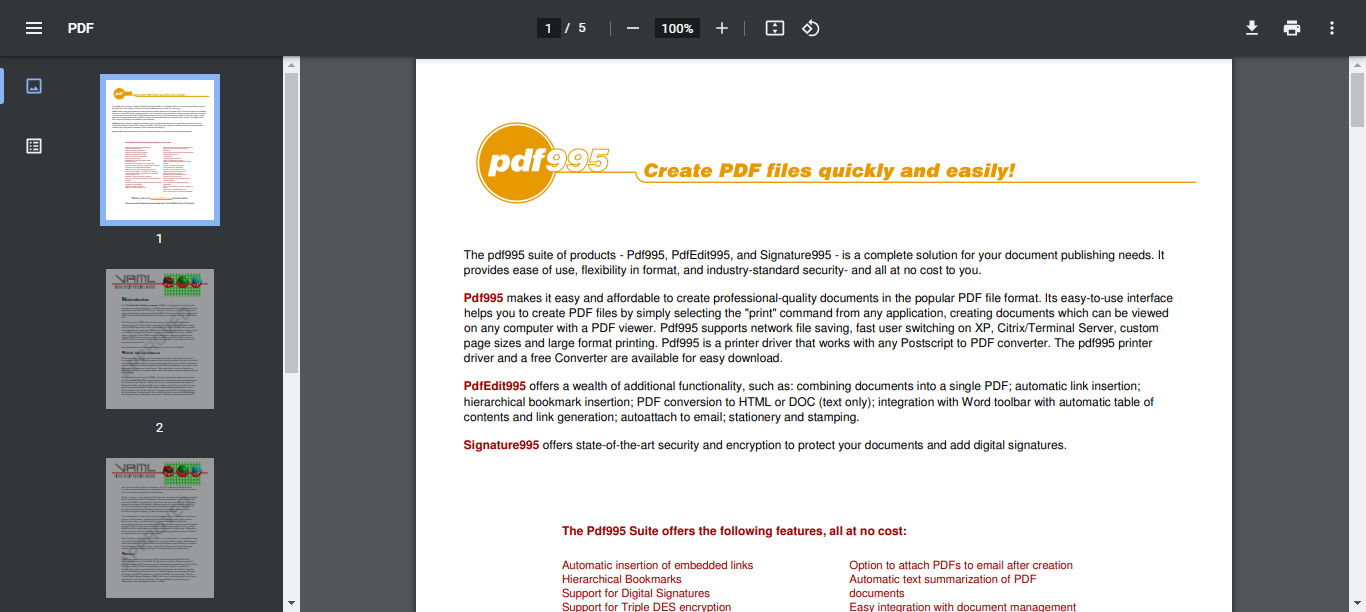 PDF
1 / 5
100%
1
2
VRML
Introduction
VRML
pdf995
Create PDF files quickly and easily!
The pdf995 suite of products - Pdf995, PdfEdit995, and Signature995 - is a complete solution for your document publishing needs. It
provides ease of use, flexibility in format, and industry-standard security- and all at no cost to you.
Pdf995 makes it easy and affordable to create professional-quality documents in the popular PDF file format. Its easy-to-use interface
helps you to create PDF files by simply selecting the "print" command from any application, creating documents which can be viewed
on any computer with a PDF viewer. Pdf995 supports network file saving, fast user switching on XP, Citrix/Terminal Server, custom
page sizes and large format printing. Pdf995 is a printer driver that works with any Postscript to PDF converter. The pdf995 printer
driver and a free Converter are available for easy download.
PdfEdit995 offers a wealth of additional functionality, such as: combining documents into a single PDF; automatic link insertion;
hierarchical bookmark insertion; PDF conversion to HTML or DOC (text only); integration with Word toolbar with automatic table of
contents and link generation; autoattach to email; stationery and stamping.
Signature995 offers state-of-the-art security and encryption to protect your documents and add digital signatures.
The Pdf995 Suite offers the following features, all at no cost:
Automatic insertion of embedded links
Hierarchical Bookmarks
Support for Digital Signatures
Support for Triple DES encryption
Option to attach PDFs to email after creation
Automatic text summarization of PDF
documents
Easy integration with document management